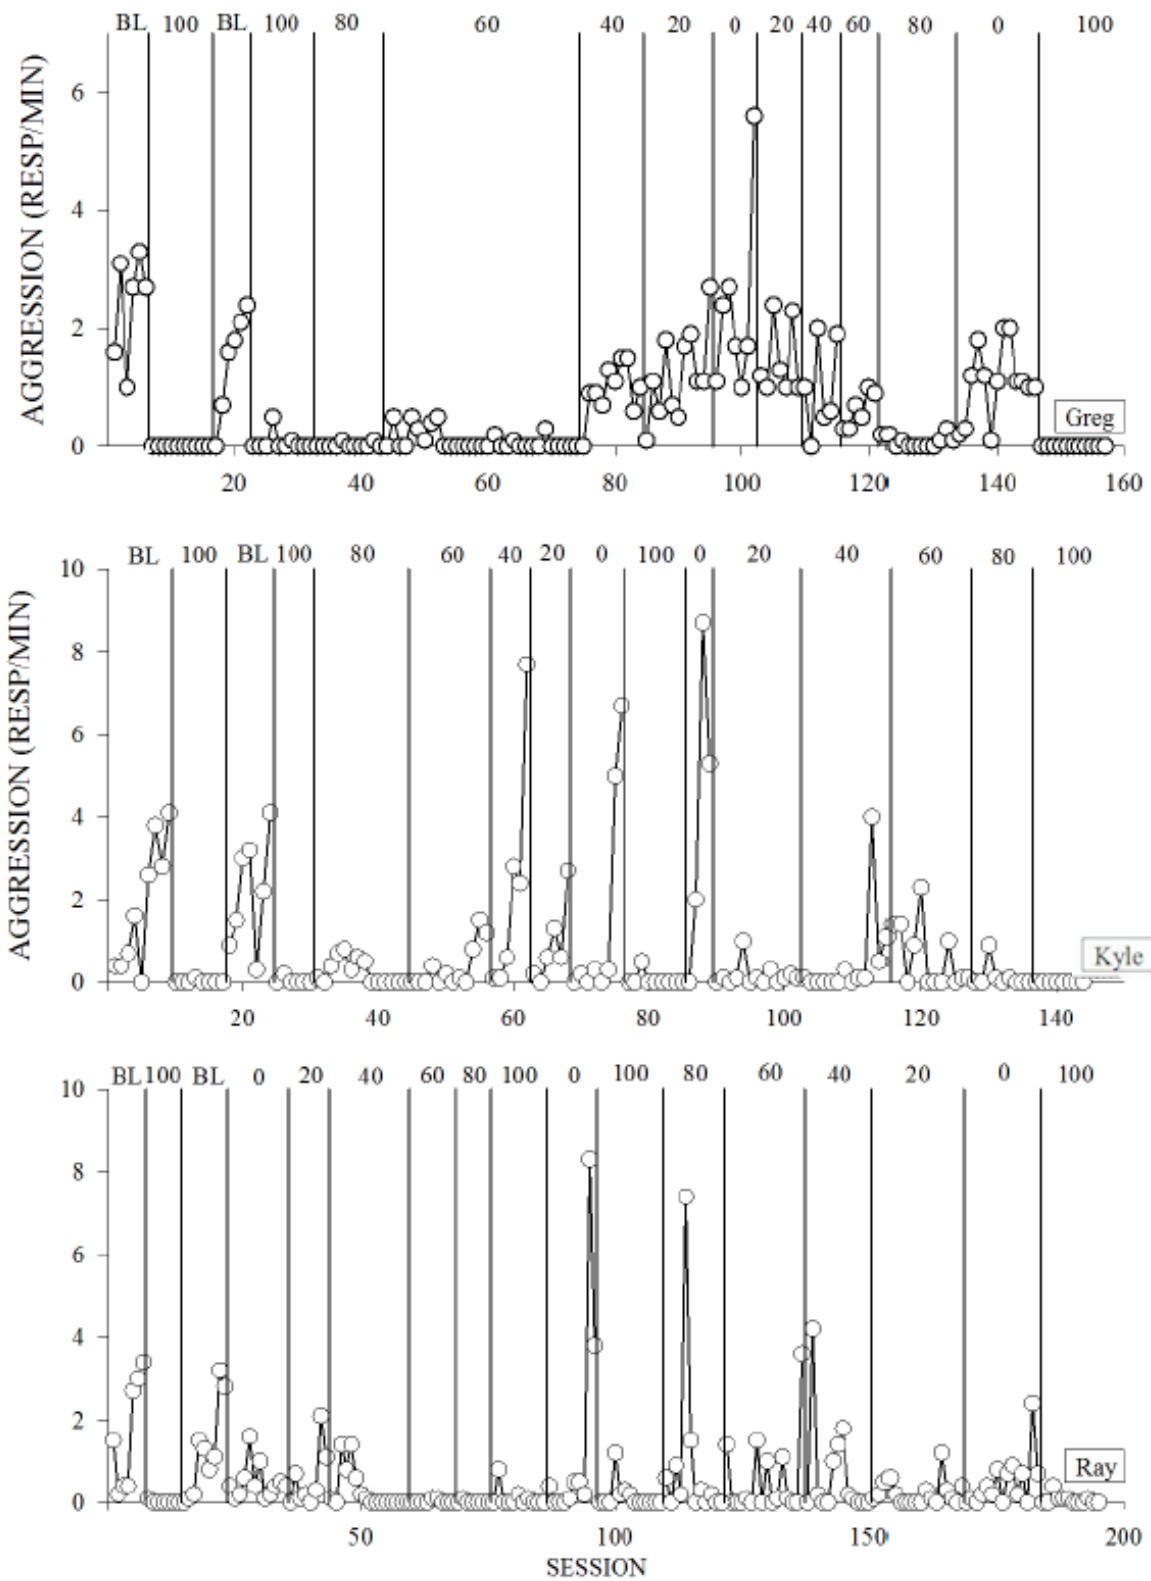 BL 100 BL 100 80 60 40 20 0 20 40 60 80 0 100
AGGRESSION (RESP/MIN)
6
4
2
0
Greg
20 40 60 80 100 120 140 160
BL 100 BL 100 80 60 40 20 0 100 0 20 40 60 80 100
AGGRESSION (RESP/MIN)
10
8
6
4
2
0
Kyle
20 40 60 80 100 120 140
BL 100 BL 0 20 40 60 80 100 0 100 80 60 40 20 0 100
10
8
6
4
2
0
Ray
50 100 150 200
SESSION